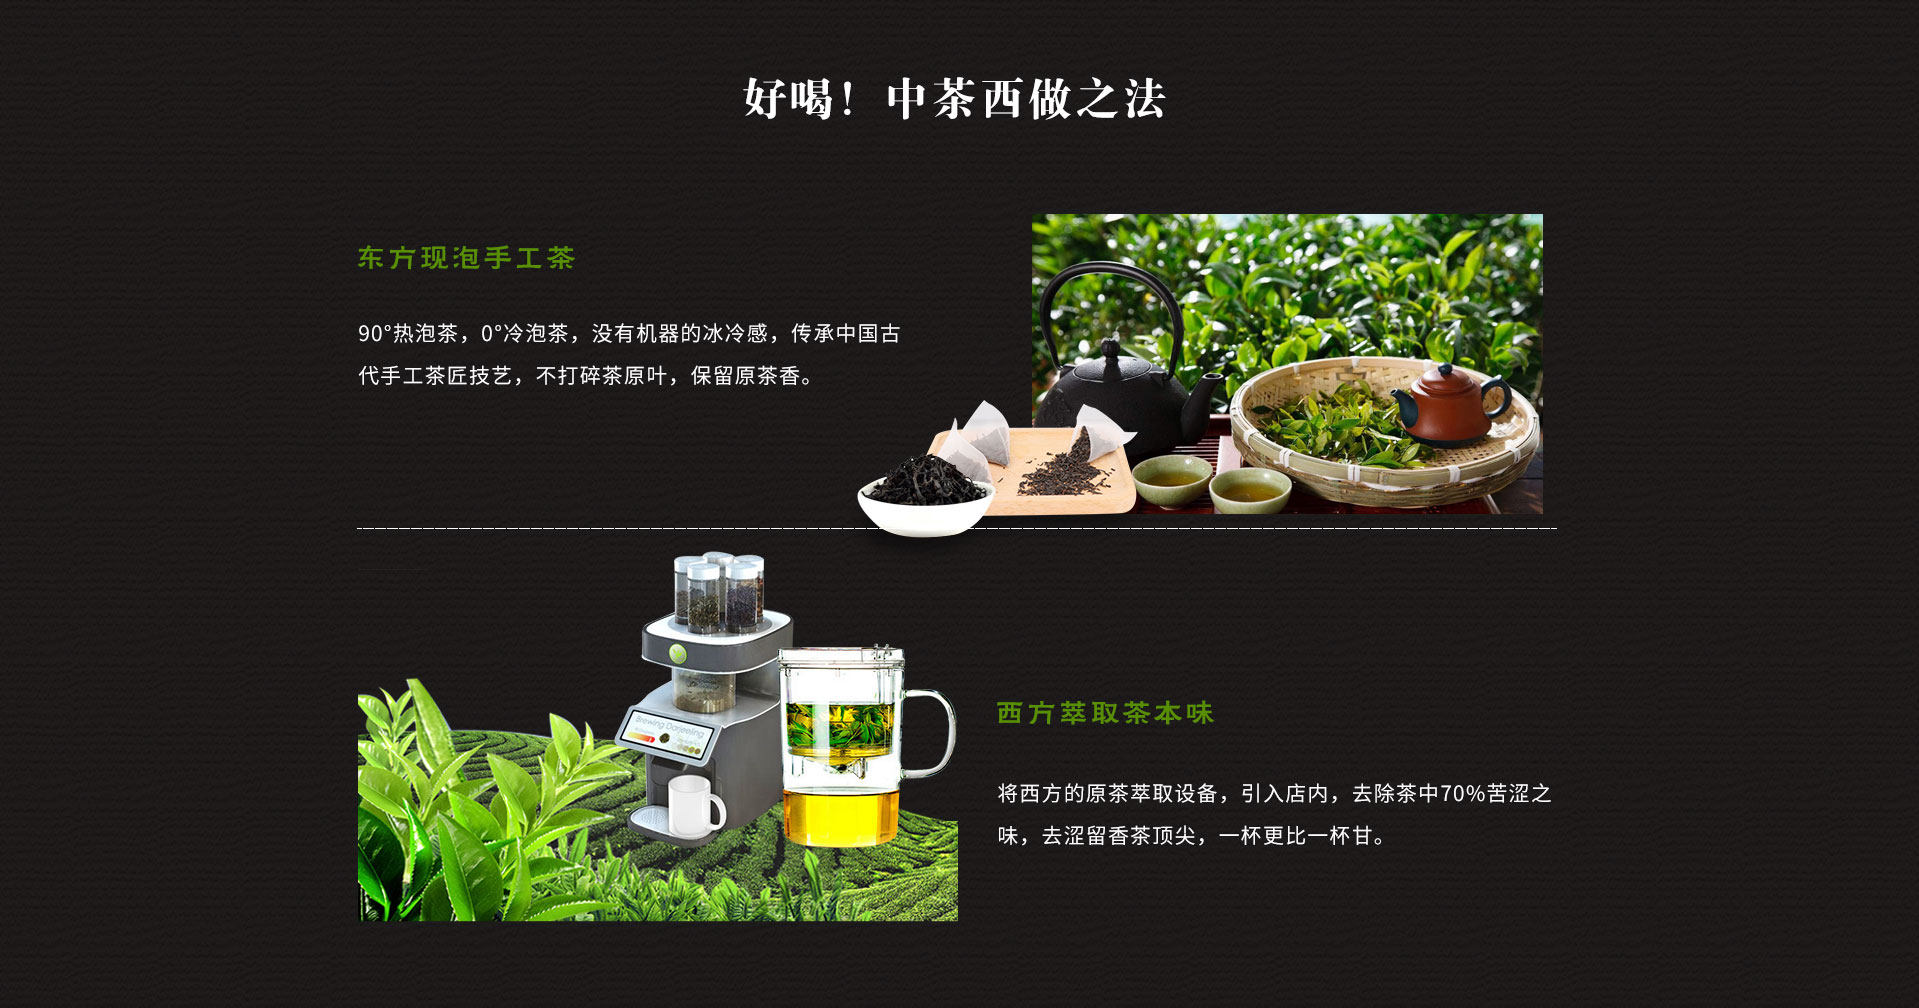 好喝！中茶西做之法
东方现泡手工茶
90°热泡茶，0°冷泡茶，没有机器的冰冷感，传承中国古
代手工茶匠技艺，不打碎茶原叶，保留原茶香。
Brewing Darjeeling
西方萃取茶本味
将西方的原茶萃取设备，引入店内，去除茶中70%苦涩之
味，去涩留香茶顶尖，一杯更比一杯甘。